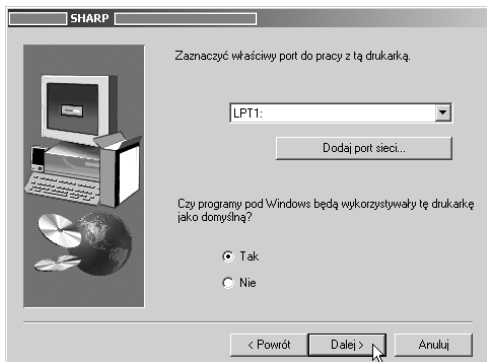 SHARP
Zaznaczyć właściwy port do pracy z tą drukarką.
LPT1:
Dodaj port sieci...
Czy programy pod Windows będą wykorzystywały tę drukarkę
jako domyślną?
Tak
Nie
< Powrót
Dalej >
Anuluj